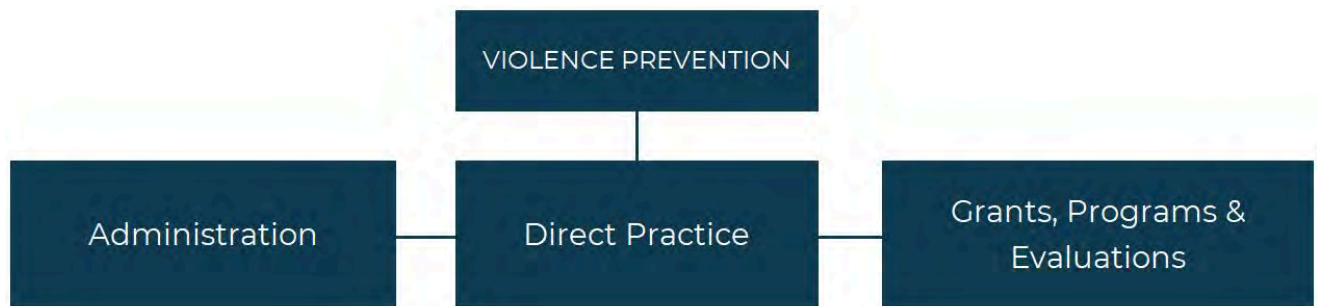 VIOLENCE PREVENTION
Administration
Direct Practice
Grants, Programs &
Evaluations